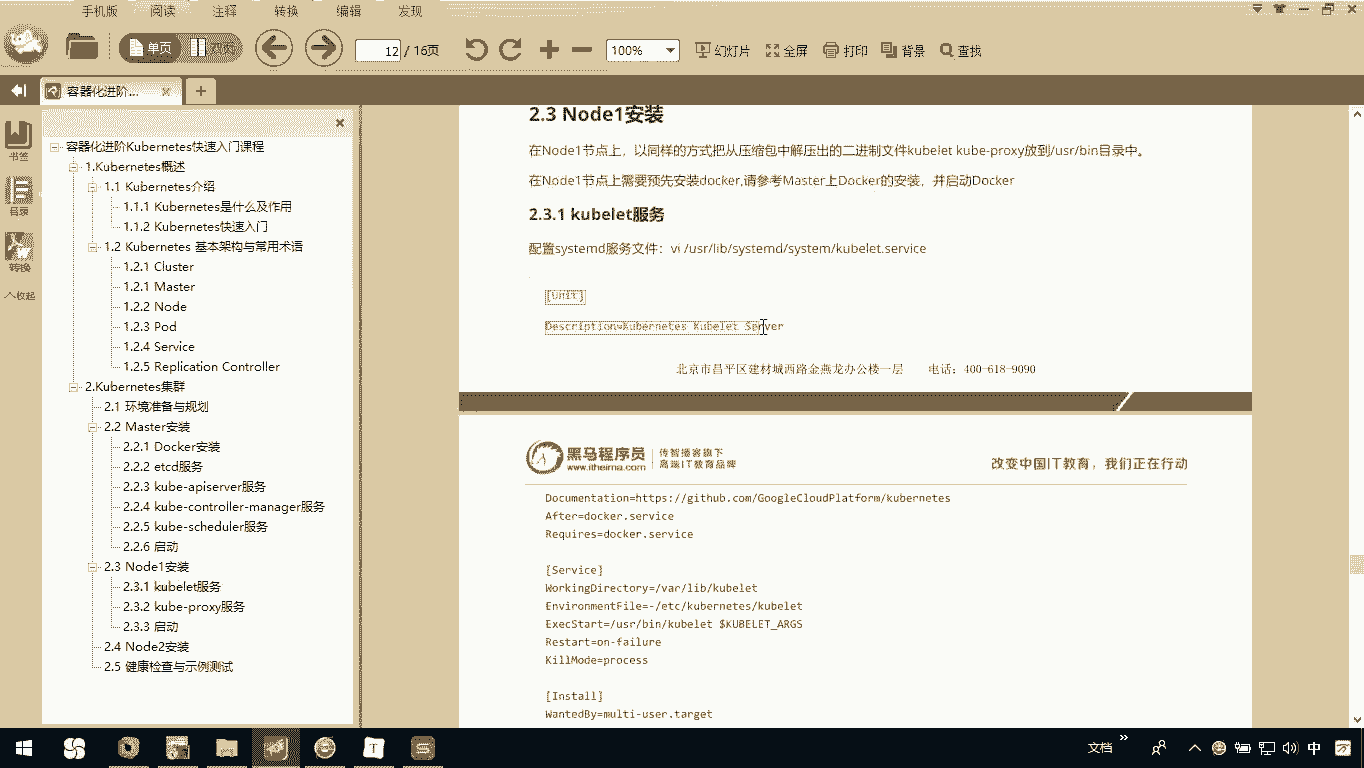 手机版 阅读 注释 转换 编辑 发现
单页 双页 12 / 16页 100% 幻灯片 全屏 打印 背景 查找
容器化进阶...
书签
目录
转换
收起
容器化进阶Kubernetes快速入门课程
1.Kubernetes概述
1.1 Kubernetes介绍
1.1.1 Kubernetes是什么及作用
1.1.2 Kubernetes快速入门
1.2 Kubernetes 基本架构与常用术语
1.2.1 Cluster
1.2.1 Master
1.2.2 Node
1.2.3 Pod
1.2.4 Service
1.2.5 Replication Controller
2.Kubernetes集群
2.1 环境准备与规划
2.2 Master安装
2.2.1 Docker安装
2.2.2 etcd服务
2.2.3 kube-apiserver服务
2.2.4 kube-controller-manager服务
2.2.5 kube-scheduler服务
2.2.6 启动
2.3 Node1安装
2.3.1 kubelet服务
2.3.2 kube-proxy服务
2.3.3 启动
2.4 Node2安装
2.5 健康检查与示例测试
2.3 Node1安装
在Node1节点上，以同样的方式把从压缩包中解压出的二进制文件kubelet kube-proxy放到/usr/bin目录中。
在Node1节点上需要预先安装docker,请参考Master上Docker的安装，并启动Docker
2.3.1 kubelet服务
配置systemd服务文件：vi /usr/lib/systemd/system/kubelet.service
[Unit]
Description=Kubernetes Kubelet Server
北京市昌平区建材城西路金燕龙办公楼一层 电话：400-618-9090
黑马程序员 传智播客旗下
www.itheima.com 高端IT教育品牌
改变中国IT教育，我们正在行动
Documentation=https://github.com/GoogleCloudPlatform/kubernetes
After=docker.service
Requires=docker.service
[Service]
WorkingDirectory=/var/lib/kubelet
EnvironmentFile=-/etc/kubernetes/kubelet
ExecStart=/usr/bin/kubelet $KUBELET_ARGS
Restart=on-failure
KillMode=process
[Install]
WantedBy=multi-user.target
文档 中